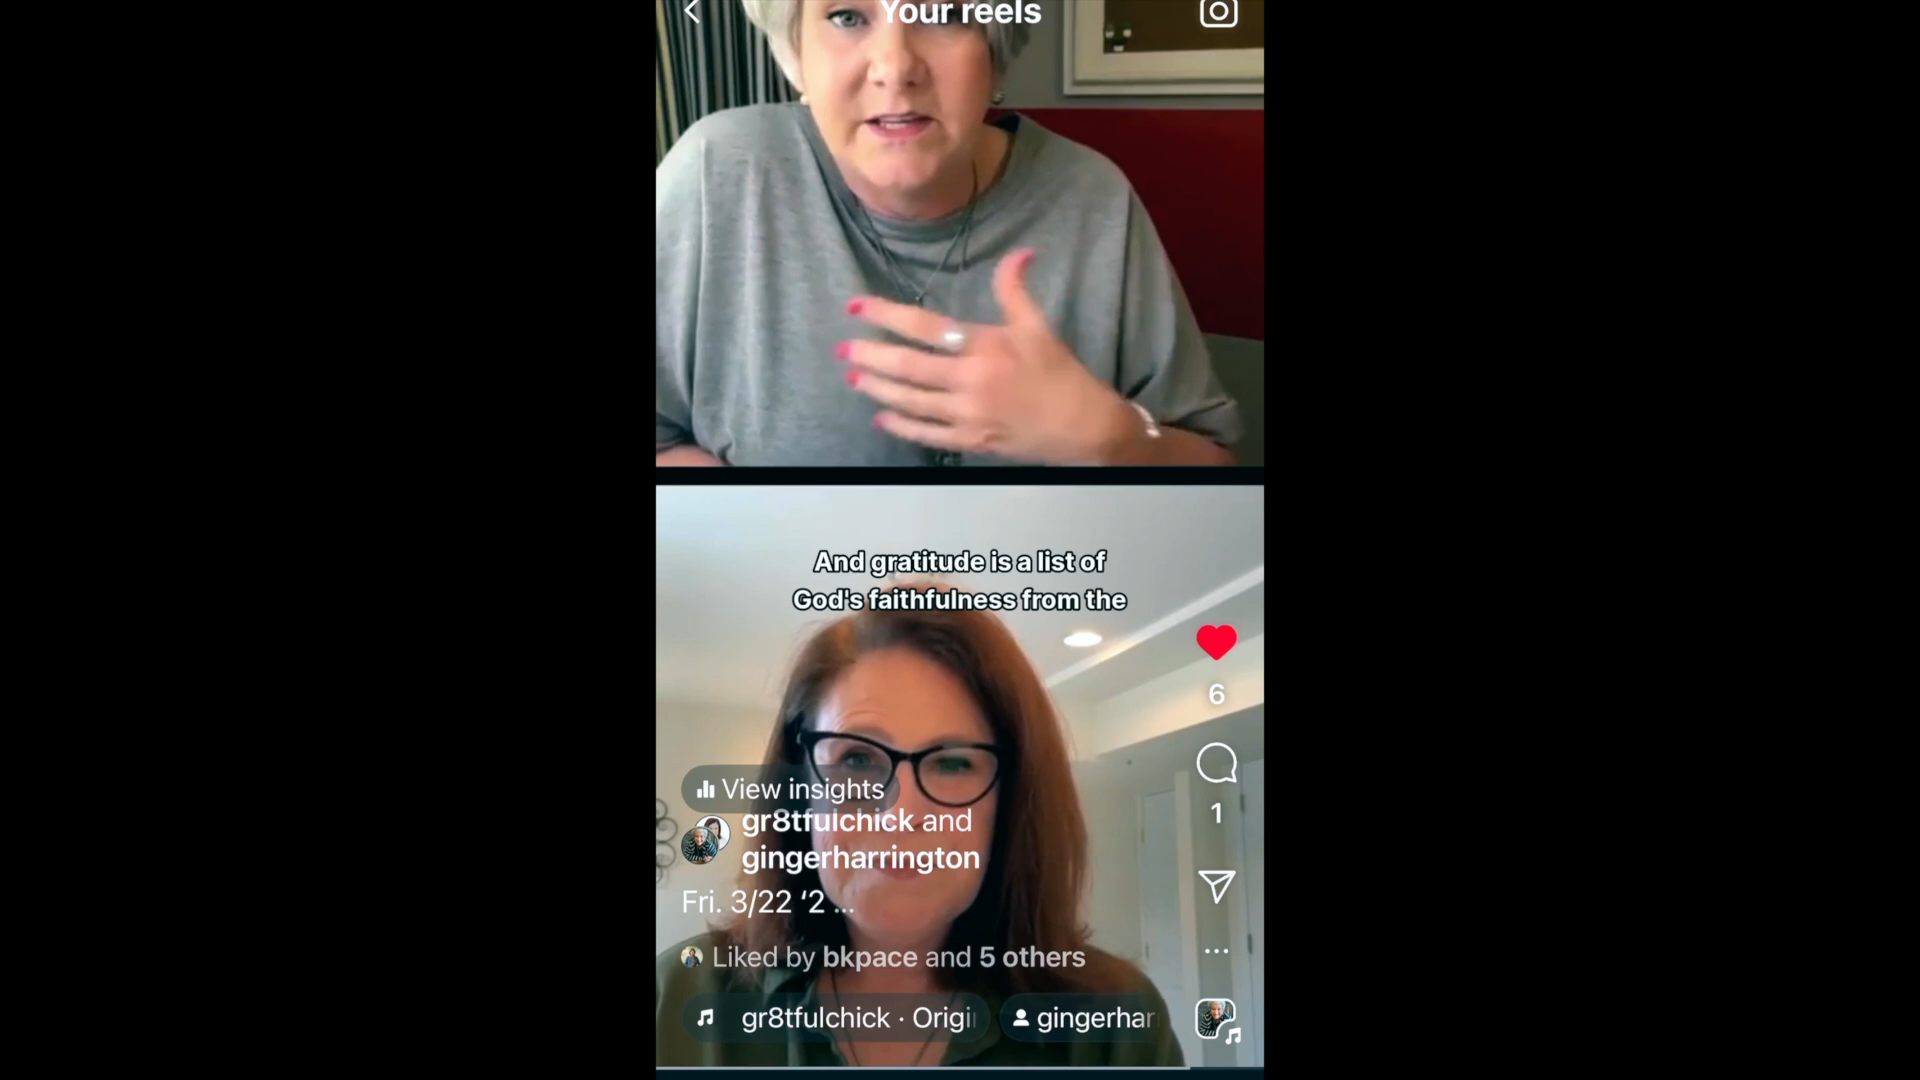 Your reels
And gratitude is a list of
God's faithfulness from the
6
View insights
gr8tfulchick and
gingerharrington
1
Fri. 3/22 ‘2 ...
Liked by bkpace and 5 others
gr8tfulchick · Origi
gingerhar